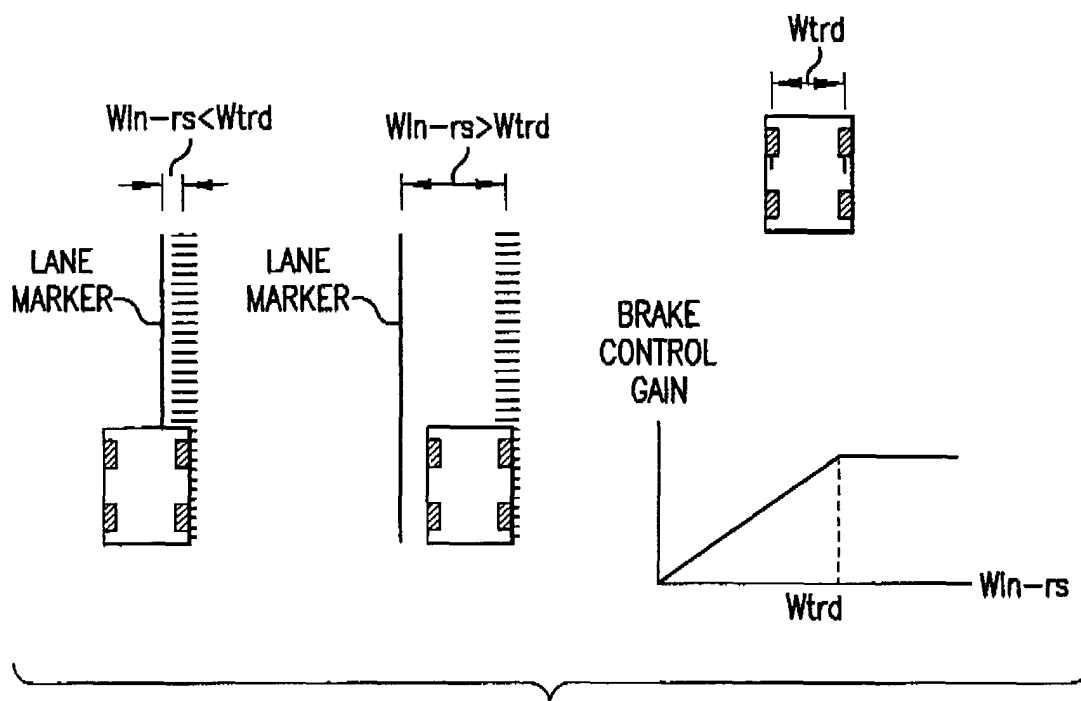 Wtrd
Wln-rs<Wtrd
Wln-rs>Wtrd
LANE
MARKER
LANE
MARKER
BRAKE
CONTROL
GAIN
Wtrd
Wln-rs